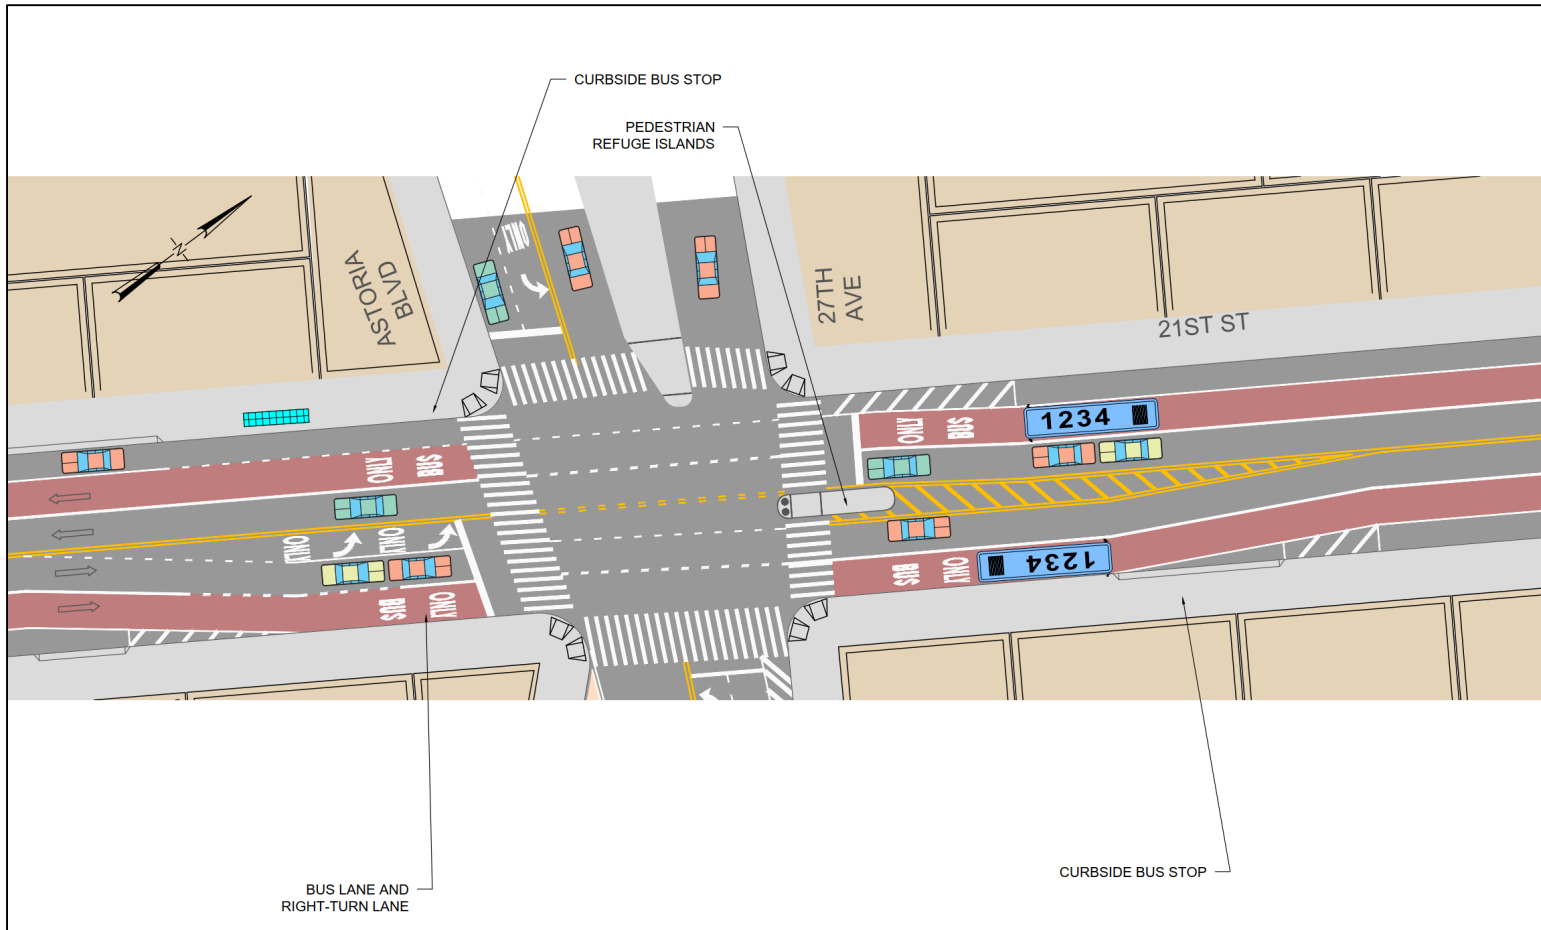 CURBSIDE BUS STOP
PEDESTRIAN
REFUGE ISLANDS
N
ASTORIA
BLVD
ONLY
27TH
AVE
21ST ST
ONLY
BUS
1234
ONLY
BUS
ONLY
ONLY
BUS
ONLY
BUS
ONLY
1234
CURBSIDE BUS STOP
BUS LANE AND
RIGHT-TURN LANE